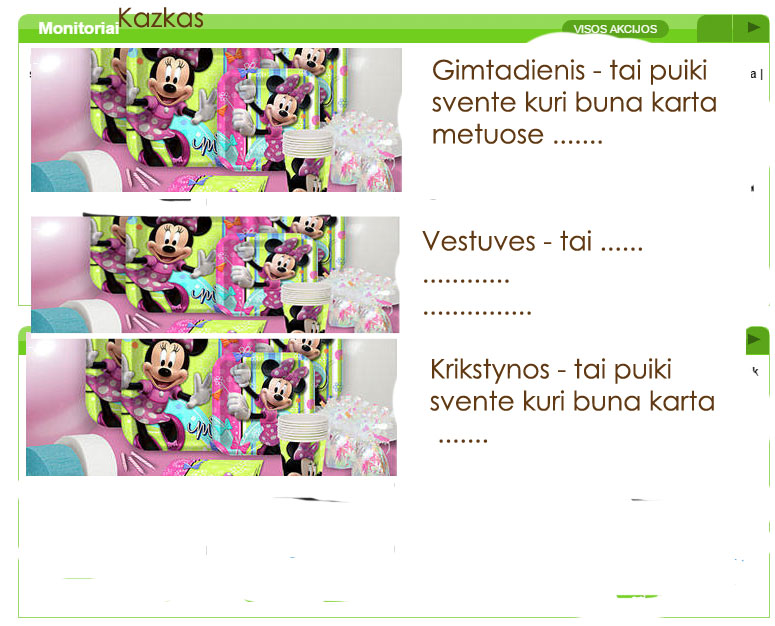 Kazkas
Monitoriai
VISOS AKCIJOS
Gimtadienis - tai puiki
svente kuri buna karta
metuose .......
Vestuves - tai ......
............
...............
Krikstynos - tai puiki
svente kuri buna karta
.......